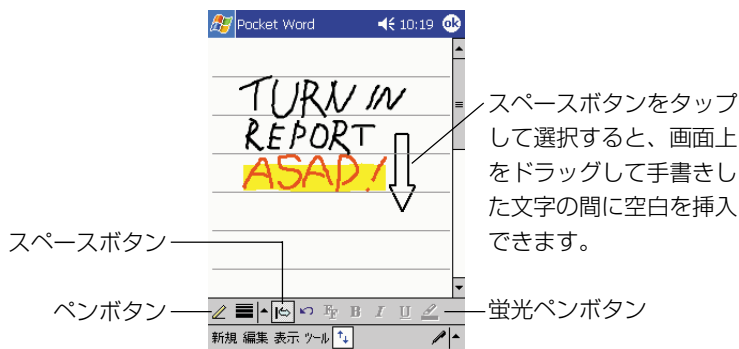 Pocket Word 10:19 ok
TURN IN
REPORT
ASAP!
スペースボタンをタップ
して選択すると、画面上
をドラッグして手書きし
た文字の間に空白を挿入
できます。
スペースボタン
ペンボタン
蛍光ペンボタン
B I U
新規 編集 表示 ツール